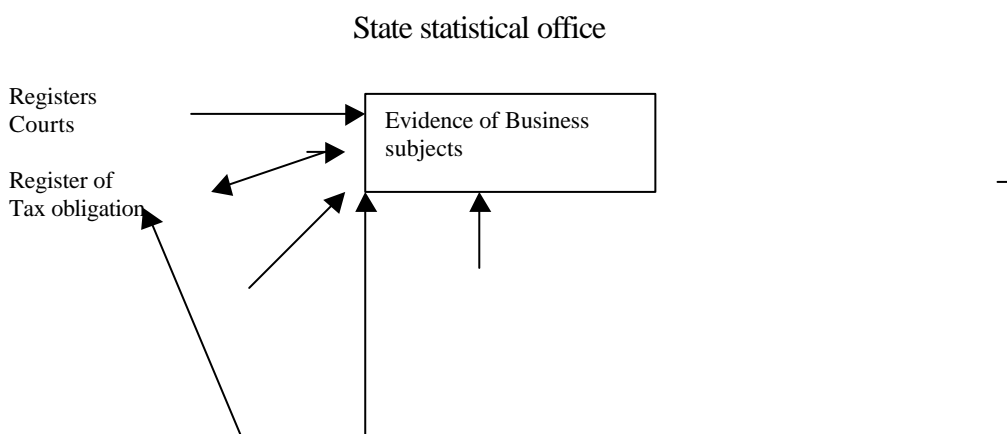 State statistical office
Registers
Courts
Evidence of Business
subjects
Register of
Tax obligation